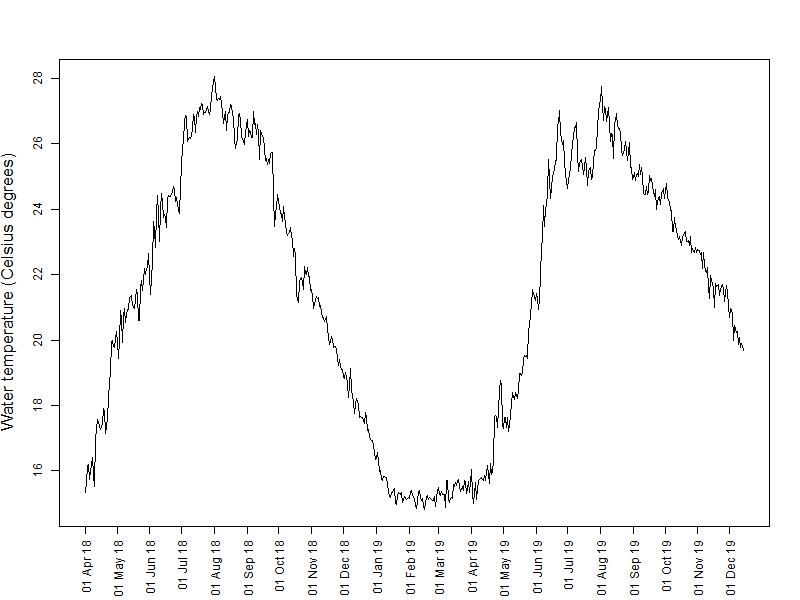 Water temperature (Celsius degrees)
28
26
24
22
20
18
16
01 Apr 18
01 May 18
01 Jun 18
01 Jul 18
01 Aug 18
01 Sep 18
01 Oct 18
01 Nov 18
01 Dec 18
01 Jan 19
01 Feb 19
01 Mar 19
01 Apr 19
01 May 19
01 Jun 19
01 Jul 19
01 Aug 19
01 Sep 19
01 Oct 19
01 Nov 19
01 Dec 19